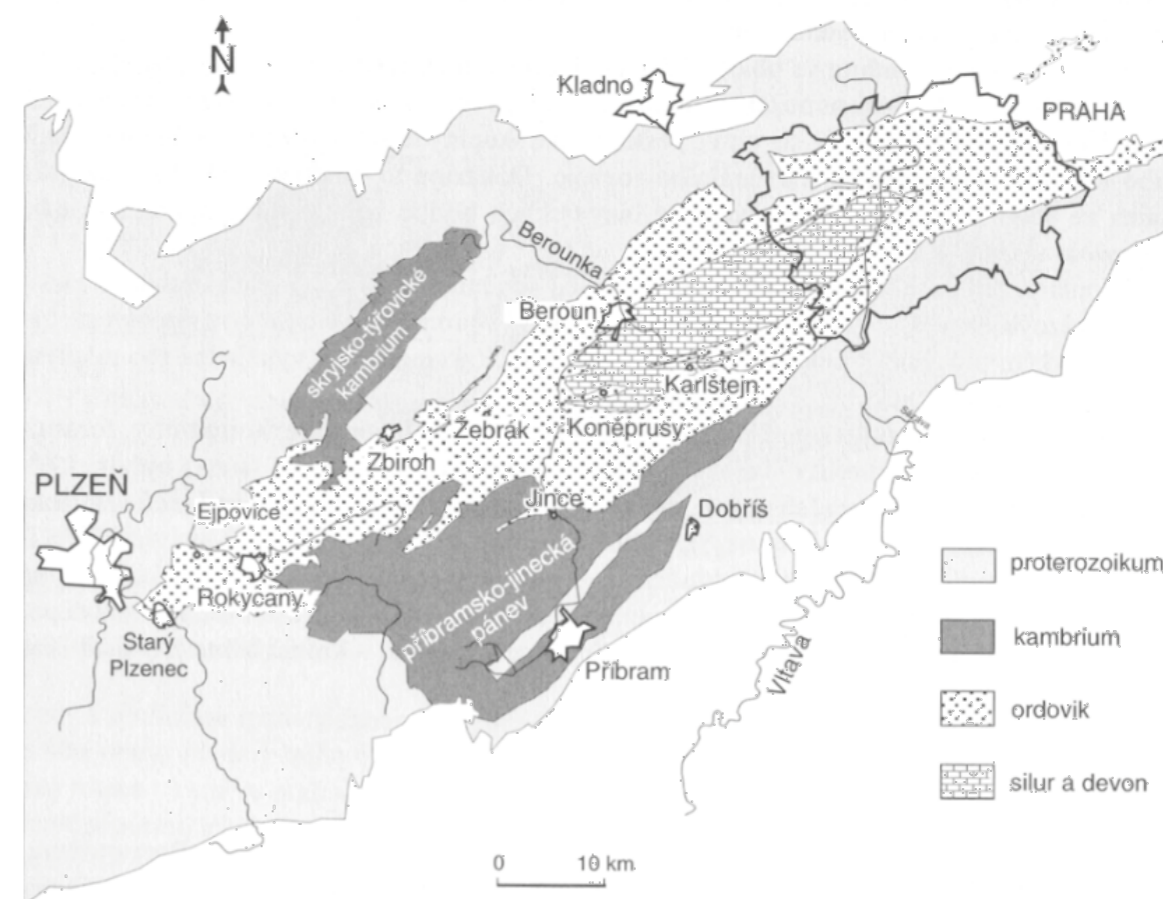 N
Kladno
PRAHA
Berounka
skryjsko-týřovické
kambrium
Beroun
Karlštejn
Žebrák
Koněprusy
Zbiroh
PLZEŇ
Ejpovice
Jince
Dobříš
příbramsko-jinecká
pánev
Rokycany
Starý
Plzenec
Příbram
Vltava
proterozoikum
kambrium
ordovik
silur a devon
0 10 km